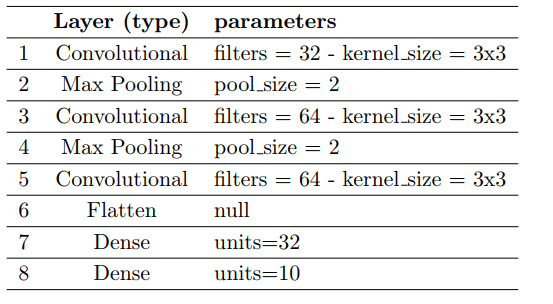 Layer (type) parameters
1 Convolutional filters = 32 - kernel_size = 3x3
2 Max Pooling pool_size = 2
3 Convolutional filters = 64 - kernel_size = 3x3
4 Max Pooling pool_size = 2
5 Convolutional filters = 64 - kernel_size = 3x3
6 Flatten null
7 Dense units=32
8 Dense units=10